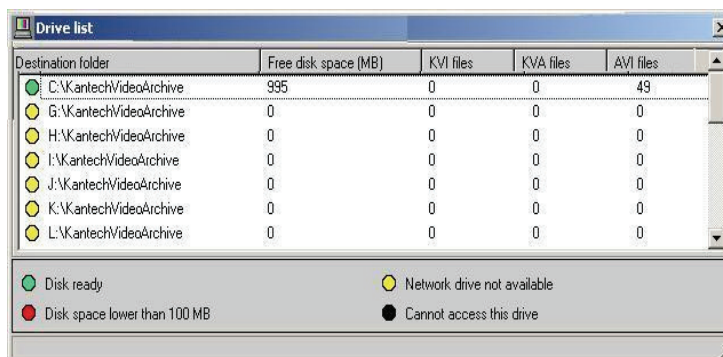 Drive list
Destination folder Free disk space (MB) KVI files KVA files AVI files
C:\KantechVideoArchive 995 0 0 49
G:\KantechVideoArchive 0 0 0 0
H:\KantechVideoArchive 0 0 0 0
I:\KantechVideoArchive 0 0 0 0
J:\KantechVideoArchive 0 0 0 0
K:\KantechVideoArchive 0 0 0 0
L:\KantechVideoArchive 0 0 0 0
Disk ready Network drive not available
Disk space lower than 100 MB Cannot access this drive